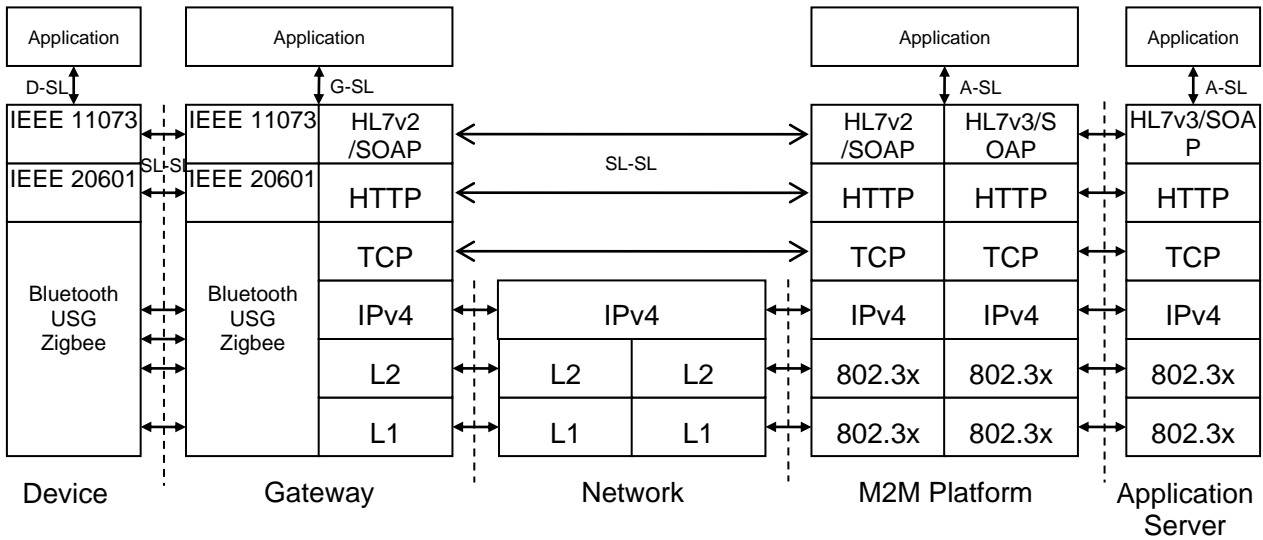 Application
Application
Application
Application
D-SL
G-SL
A-SL
A-SL
IEEE 11073
IEEE 11073
HL7v2
/SOAP
HL7v2
/SOAP
HL7v3/S
OAP
HL7v3/SOA
P
SL-SL
SL-SL
IEEE 20601
IEEE 20601
HTTP
HTTP
HTTP
HTTP
TCP
TCP
TCP
TCP
Bluetooth
USG
Zigbee
Bluetooth
USG
Zigbee
IPv4
IPv4
IPv4
IPv4
IPv4
L2
L2
L2
802.3x
802.3x
802.3x
L1
L1
L1
802.3x
802.3x
802.3x
Device
Gateway
Network
M2M Platform
Application
Server